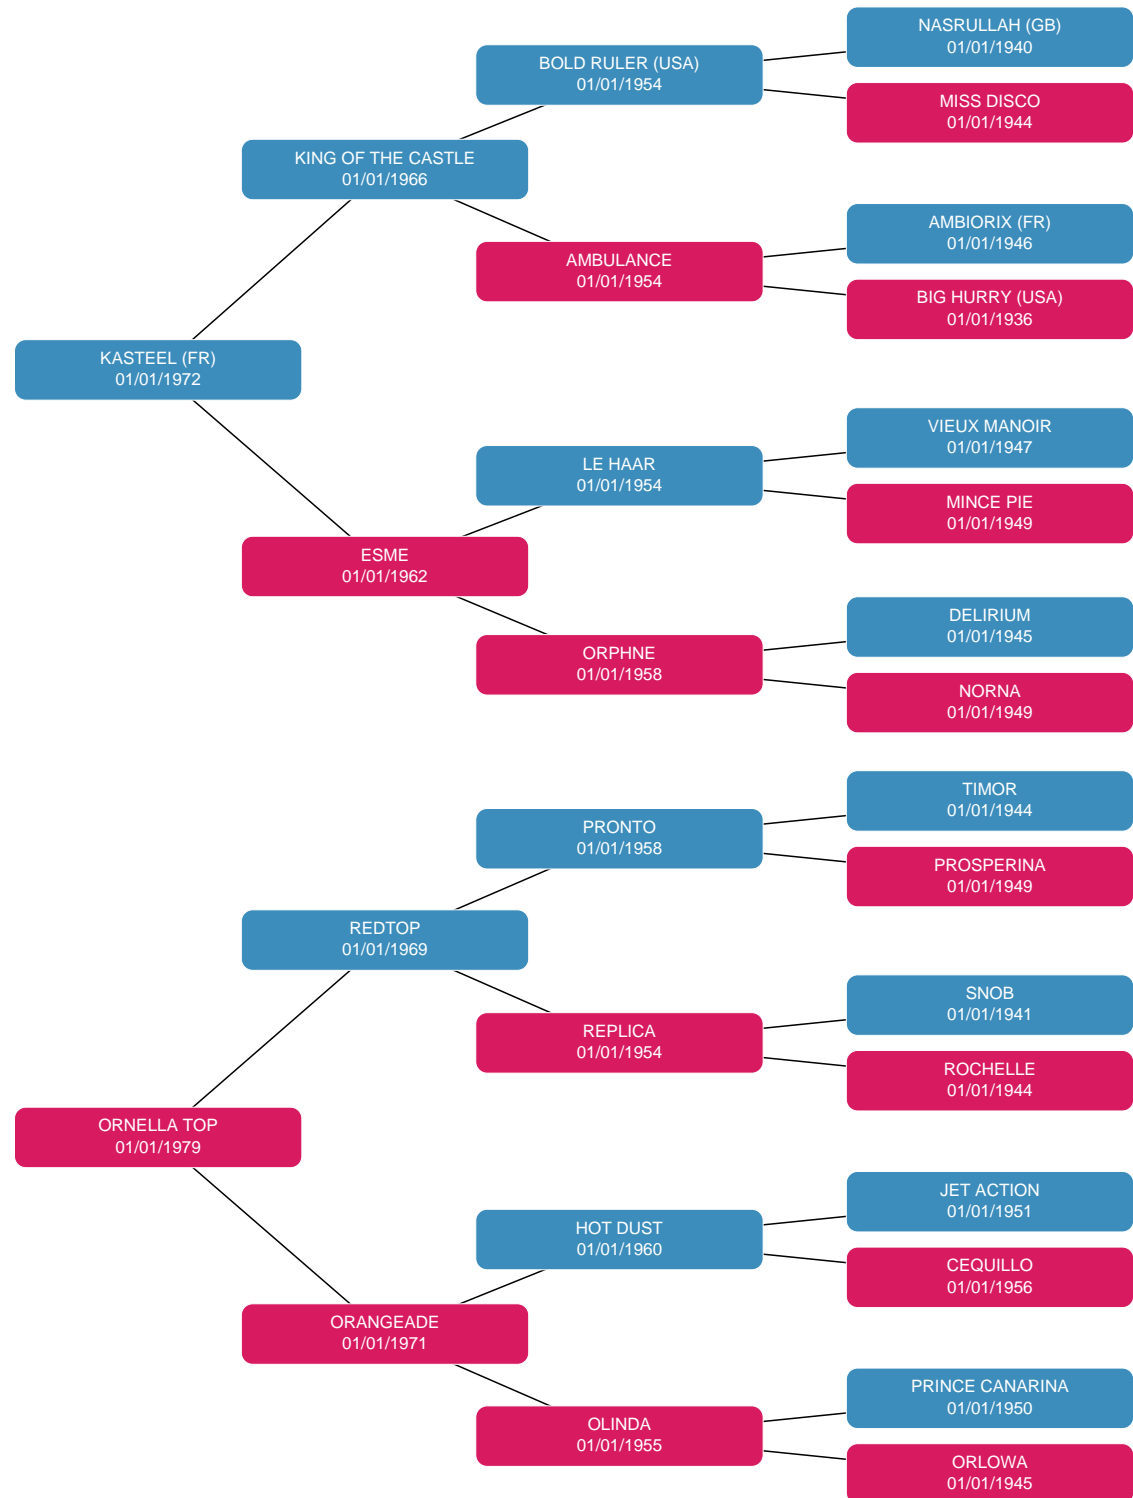 NASRULLAH (GB)
01/01/1940
BOLD RULER (USA)
01/01/1954
MISS DISCO
01/01/1944
KING OF THE CASTLE
01/01/1966
AMBIORIX (FR)
01/01/1946
AMBULANCE
01/01/1954
BIG HURRY (USA)
01/01/1936
KASTEEL (FR)
01/01/1972
VIEUX MANOIR
01/01/1947
LE HAAR
01/01/1954
MINCE PIE
01/01/1949
ESME
01/01/1962
DELIRIUM
01/01/1945
ORPHNE
01/01/1958
NORNA
01/01/1949
TIMOR
01/01/1944
PRONTO
01/01/1958
PROSPERINA
01/01/1949
REDTOP
01/01/1969
SNOB
01/01/1941
REPLICA
01/01/1954
ROCHELLE
01/01/1944
ORNELLA TOP
01/01/1979
JET ACTION
01/01/1951
HOT DUST
01/01/1960
CEQUILLO
01/01/1956
ORANGEADE
01/01/1971
PRINCE CANARINA
01/01/1950
OLINDA
01/01/1955
ORLOWA
01/01/1945